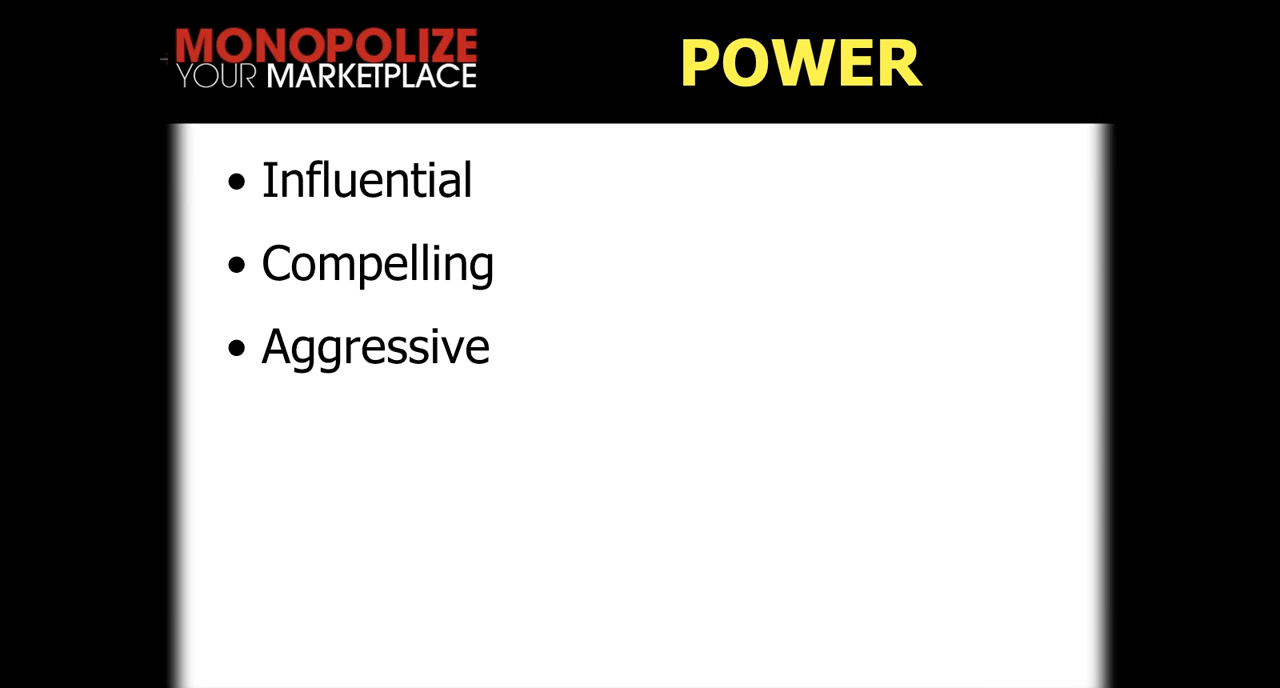 MONOPOLIZE
YOUR MARKETPLACE
POWER
• Influential
• Compelling
• Aggressive